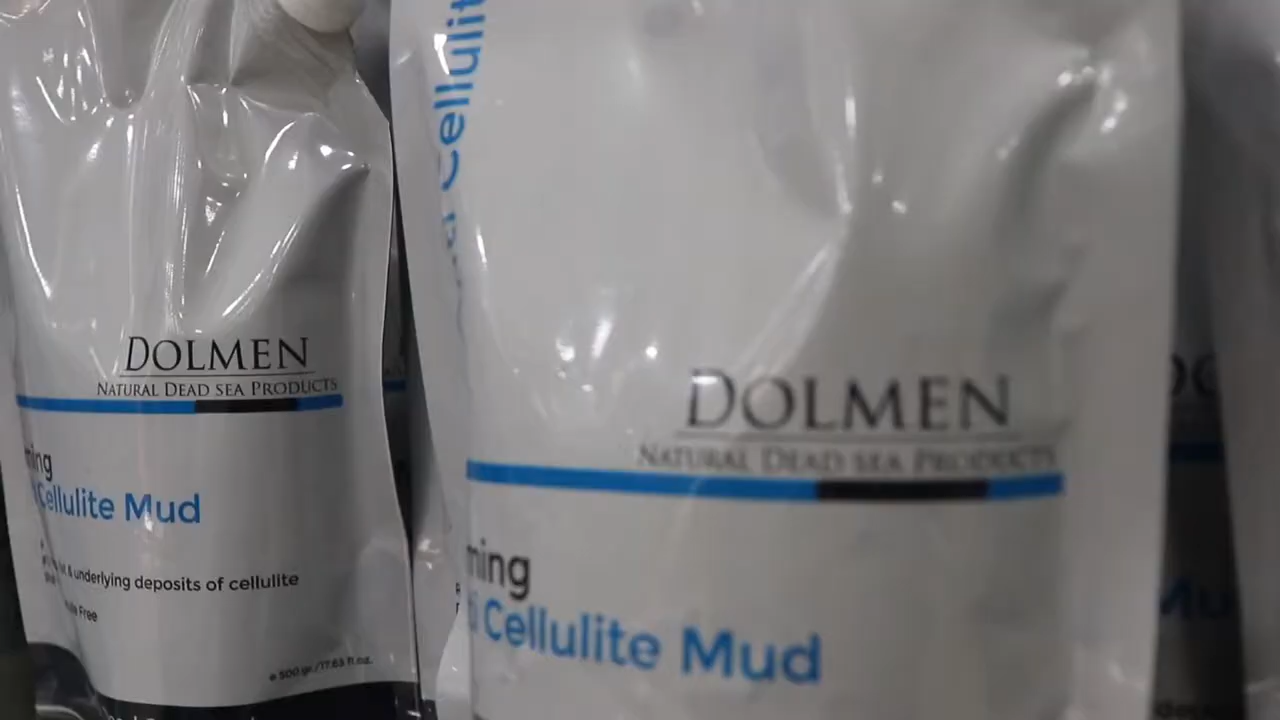 DOLMEN
NATURAL DEAD SEA PRODUCTS
ming
Cellulite Mud
& underlying deposits of cellulite
Free
e 500 gr./17.63 fl.oz.
Cellulit
DOLMEN
NATURAL DEAD SEA PRODUCTS
ming
i Cellulite Mud
Mu